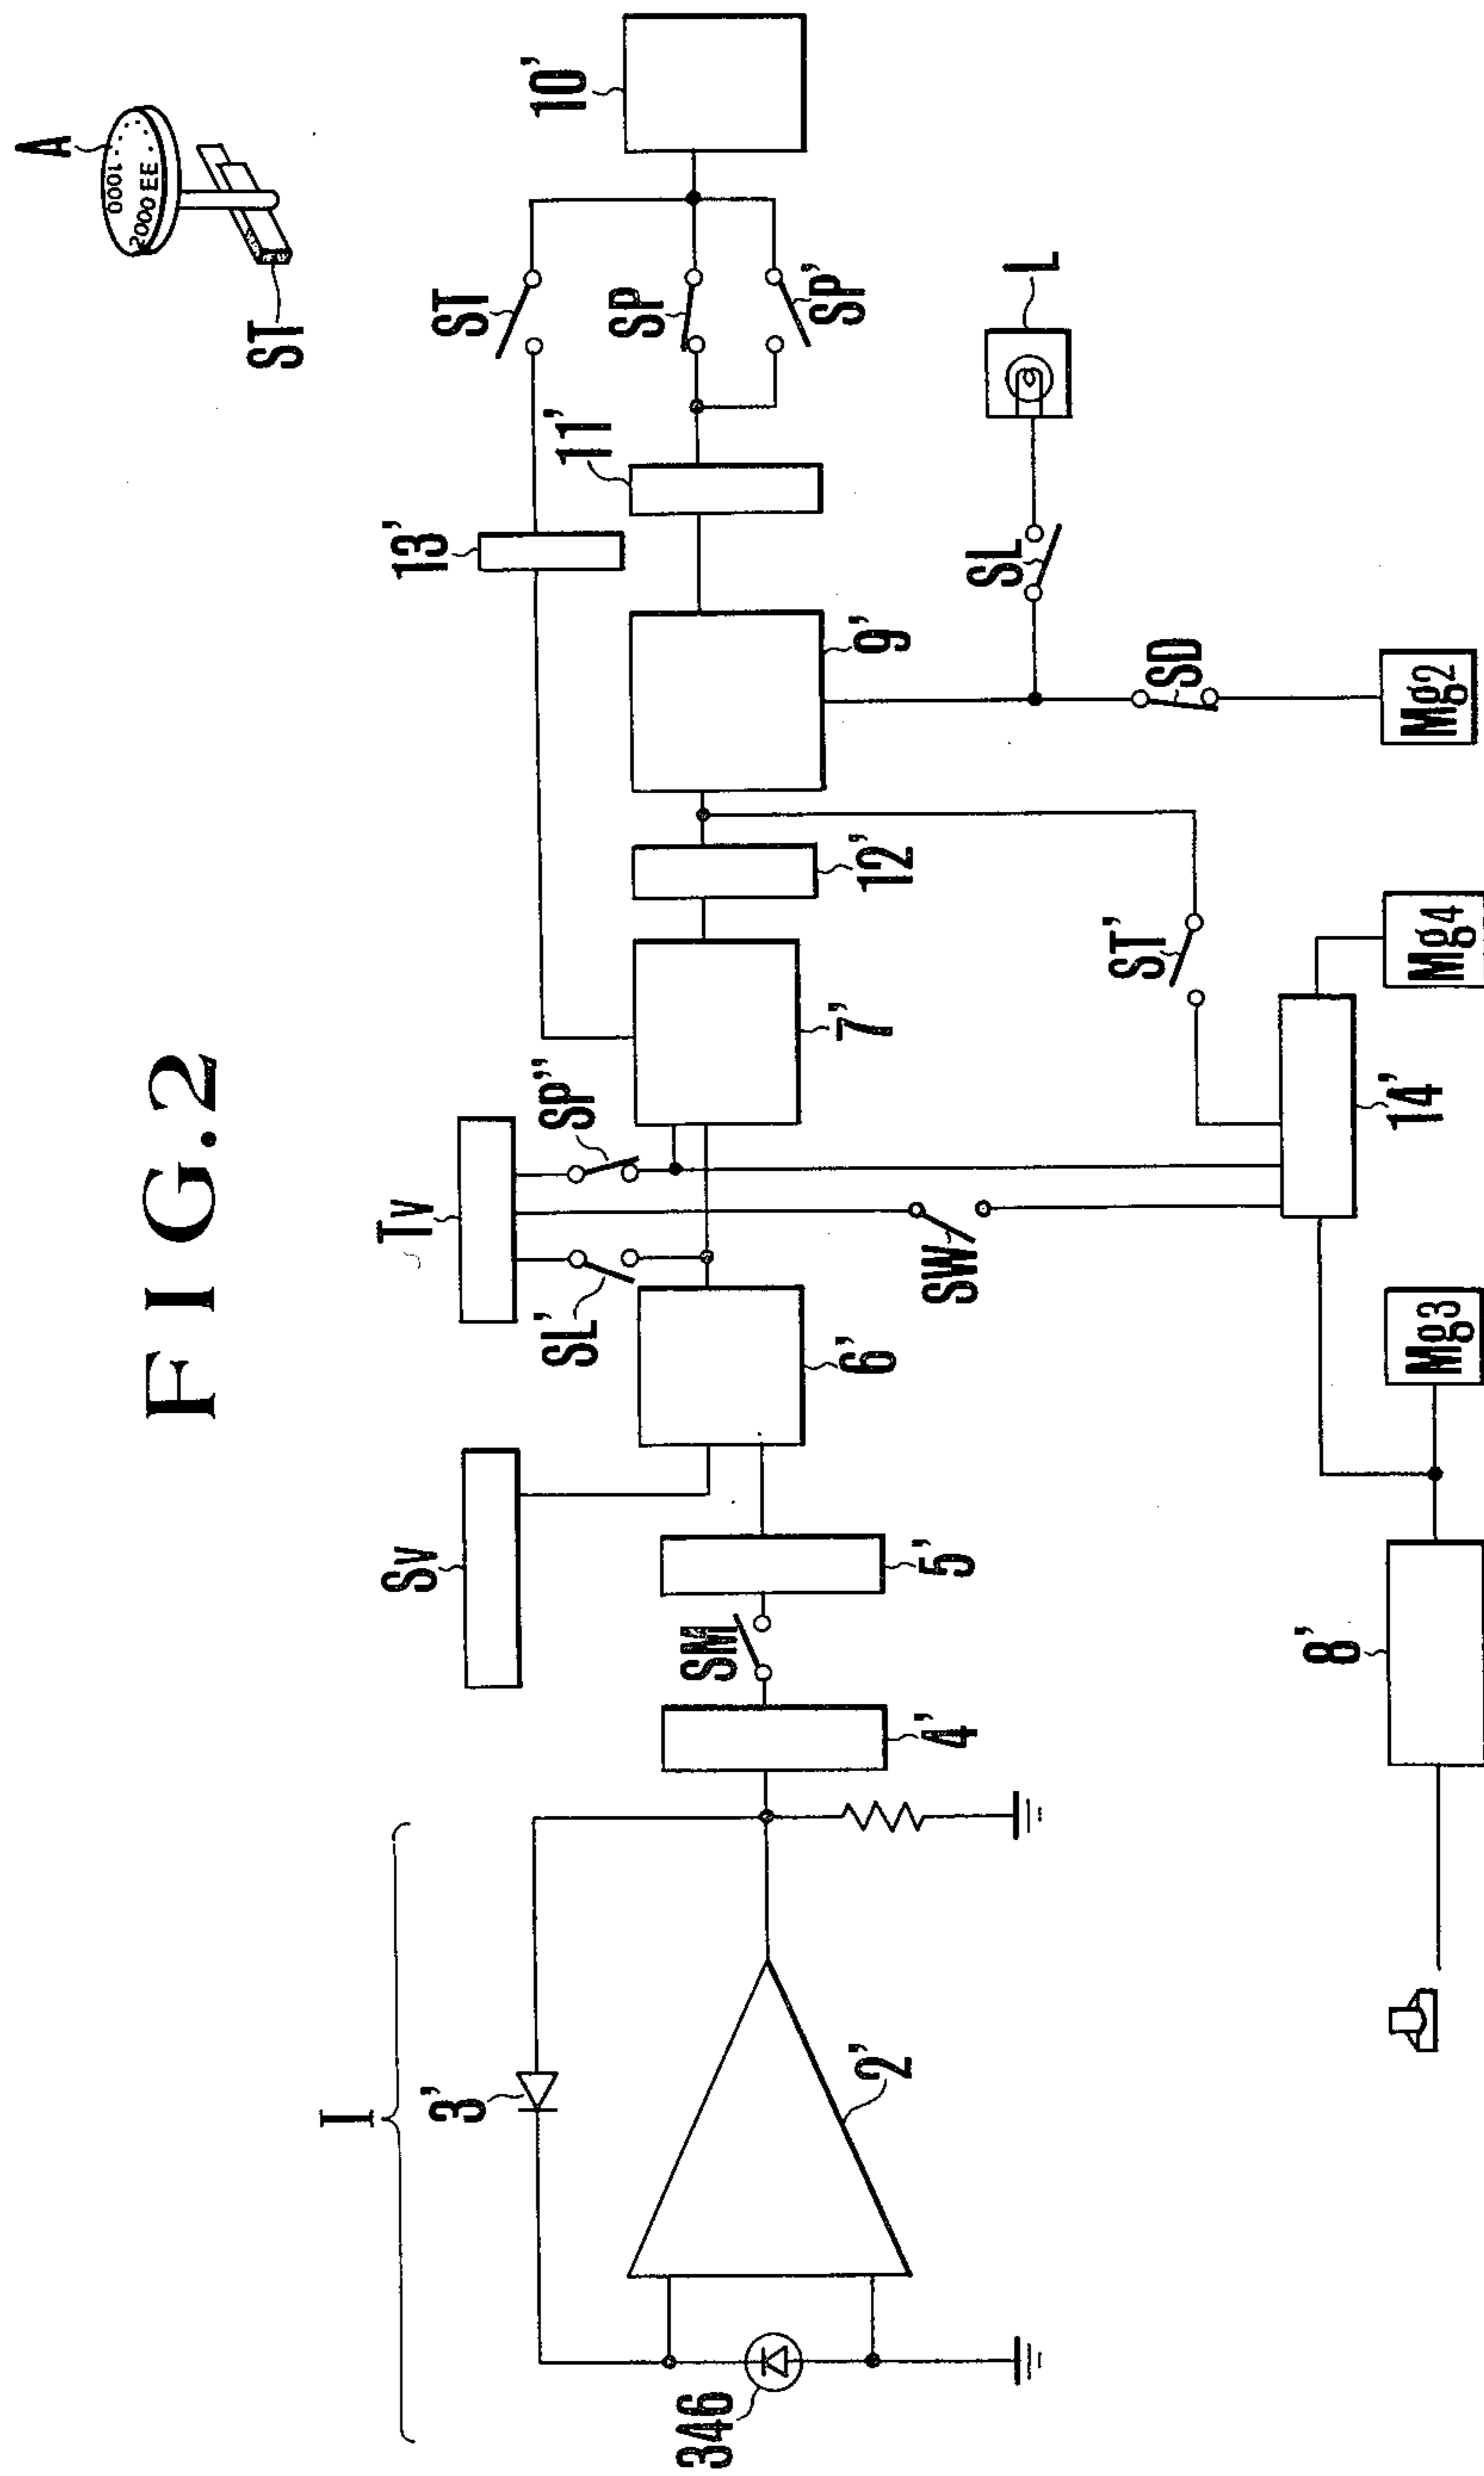 FIG.2
A
0001
2000 EE
ST
10'
ST
SP
SP'
L
13'
11'
SL
9'
SD
Mg2
12'
ST'
Mg4
7'
SP"
14'
Tv
SL'
SW
6'
Mg3
Sv
5'
SM
8'
4'
I
3'
2'
346